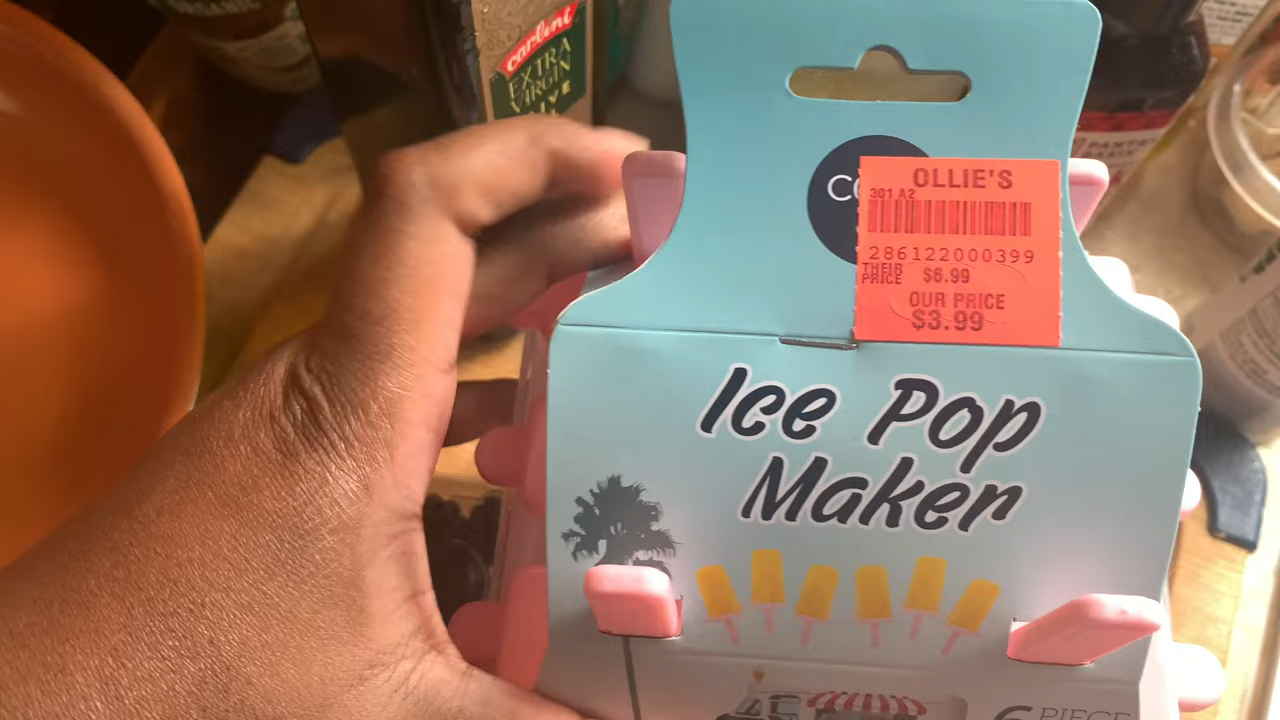 carlini
EXTRA
VIRGIN
OLLIE'S
301 A2
286122000399
THEIR
PRICE $6.99
OUR PRICE
$3.99
Ice Pop
Maker
6 PIECE